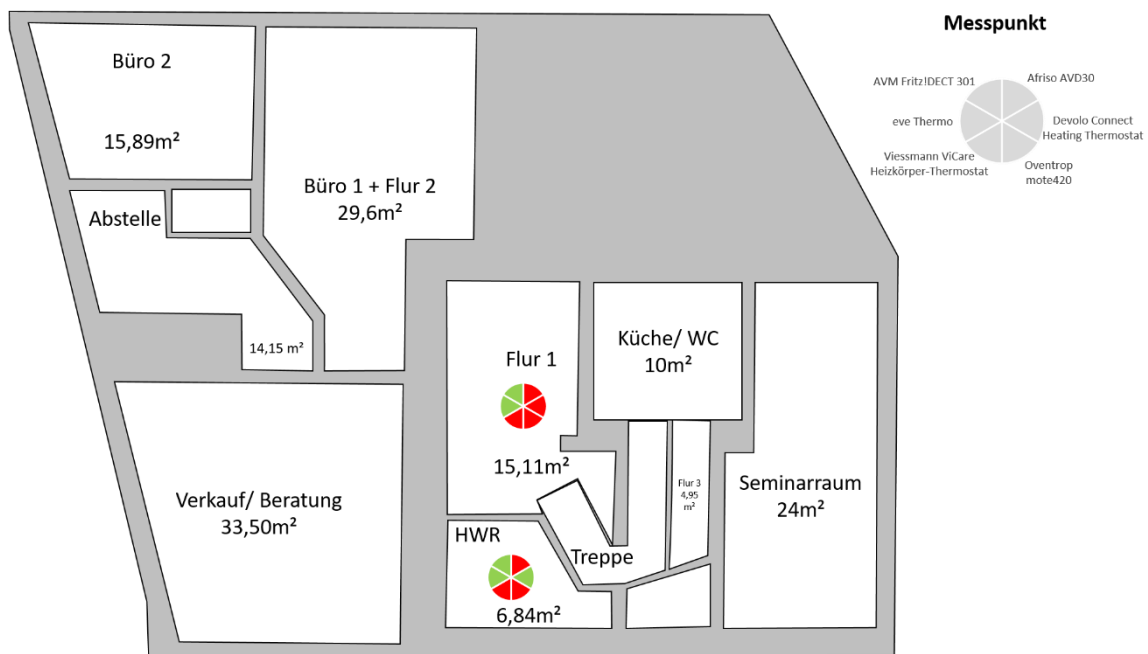 Messpunkt
AVM Fritz!DECT 301
Afriso AVD30
eve Thermo
Devolo Connect
Heating Thermostat
Viessmann ViCare
Heizkörper-Thermostat
Oventrop
mote420
Büro 2
15,89m²
Büro 1 + Flur 2
29,6m²
Abstelle
14,15 m²
Flur 1
15,11m²
Küche/ WC
10m²
Verkauf/ Beratung
33,50m²
Flur 3
4,95
m²
Seminarraum
24m²
HWR
6,84m²
Treppe